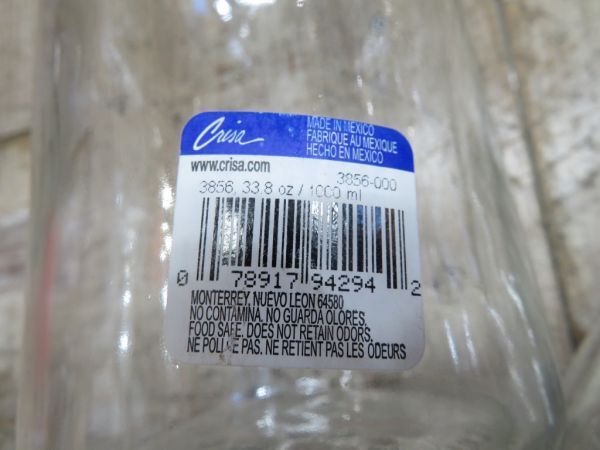 Crisa
MADE IN MEXICO
FABRIQUE AU MEXIQUE
HECHO EN MEXICO
www.crisa.com
3856-000
3856, 33.8 oz / 1000 ml
0 78917 94294 2
MONTERREY, NUEVO LEON 64580
NO CONTAMINA. NO GUARDA OLORES.
FOOD SAFE. DOES NOT RETAIN ODORS.
NE POLLUE PAS. NE RETIENT PAS LES ODEURS